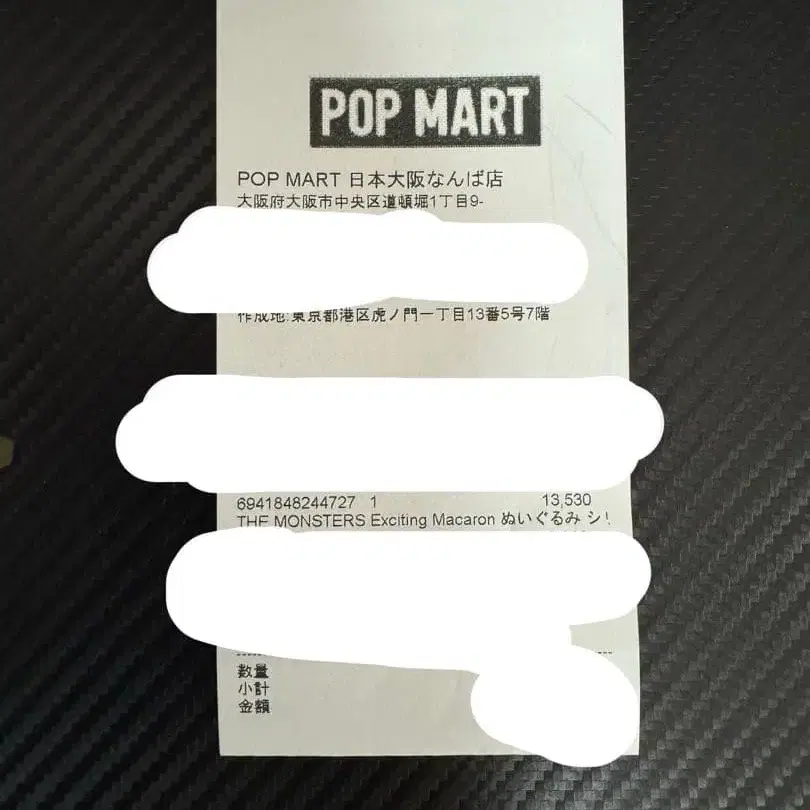 POP MART
POP MART 日本大阪なんば店
大阪府大阪市中央区道頓堀1丁目9-
作成地:東京都港区虎ノ門一丁目13番5号7階
6941848244727 1 13,530
THE MONSTERS Exciting Macaron ぬいぐるみ シリ
数量
小計
金額